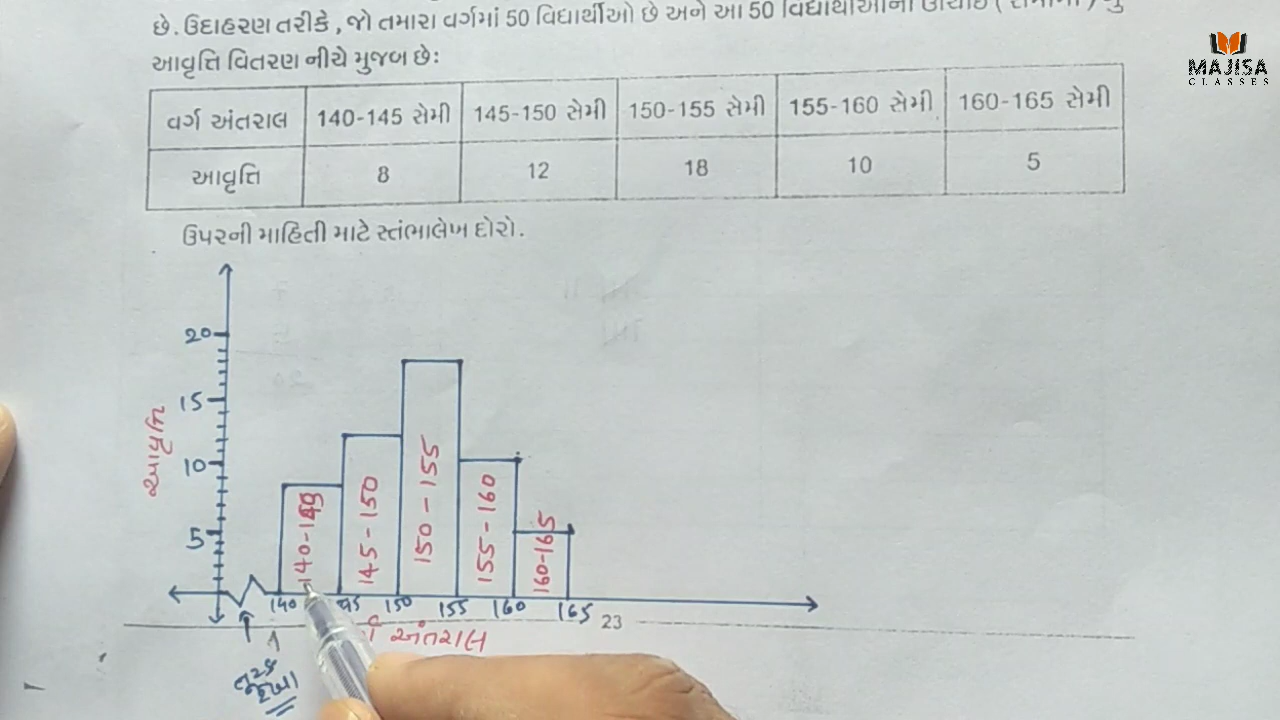 છે. ઉદાહરણ તરીકે, જો તમારા વર્ગમાં 50 વિદ્યાર્થીઓ છે અને આ 50
આવૃત્તિ વિતરણ નીચે મુજબ છેઃ
MAJISA
CLASSES
વર્ગ અંતરાલ 140-145 સેમી 145-150 સેમી 150-155 સેમી 155-160 સેમી 160-165 સેમી
આવૃત્તિ 8 12 18 10 5
ઉપરની માહિતી માટે સ્તંભાલેખ દોરો.
20
15
10
5
આવૃત્તિ
145-150
150-155
155-160
160-165
140 150 155 160 165
23
અંતરાલ